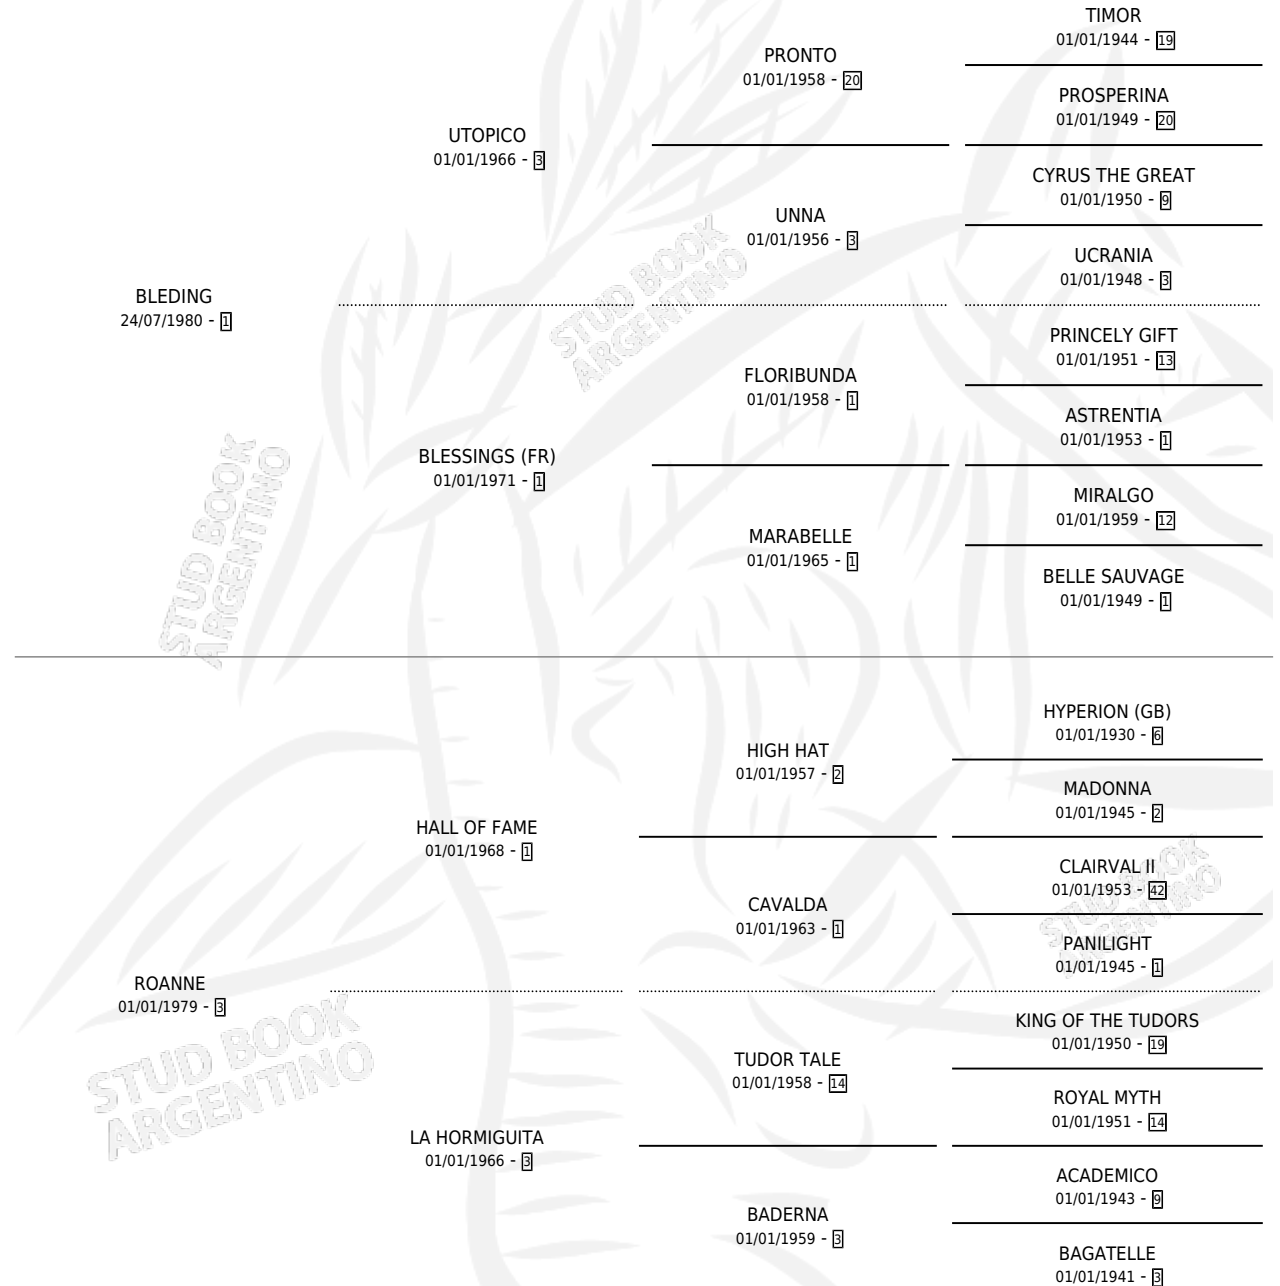 TIMOR
01/01/1944 - 19
PRONTO
01/01/1958 - 20
PROSPERINA
01/01/1949 - 20
UTOPICO
01/01/1966 - 3
CYRUS THE GREAT
01/01/1950 - 9
UNNA
01/01/1956 - 3
UCRANIA
01/01/1948 - 3
BLEDING
24/07/1980 - 1
PRINCELY GIFT
01/01/1951 - 13
FLORIBUNDA
01/01/1958 - 1
ASTRENTIA
01/01/1953 - 1
BLESSINGS (FR)
01/01/1971 - 1
MIRALGO
01/01/1959 - 12
MARABELLE
01/01/1965 - 1
BELLE SAUVAGE
01/01/1949 - 1
HYPERION (GB)
01/01/1930 - 6
HIGH HAT
01/01/1957 - 2
MADONNA
01/01/1945 - 2
HALL OF FAME
01/01/1968 - 1
CLAIRVAL II
01/01/1953 - 42
CAVALDA
01/01/1963 - 1
PANILIGHT
01/01/1945 - 1
ROANNE
01/01/1979 - 3
KING OF THE TUDORS
01/01/1950 - 19
TUDOR TALE
01/01/1958 - 14
ROYAL MYTH
01/01/1951 - 14
LA HORMIGUITA
01/01/1966 - 3
ACADEMICO
01/01/1943 - 9
BADERNA
01/01/1959 - 3
BAGATELLE
01/01/1941 - 3
STUD BOOK
ARGENTINO
STUD BOOK
ARGENTINO
STUD BOOK
ARGENTINO
STUD BOOK
ARGENTINO